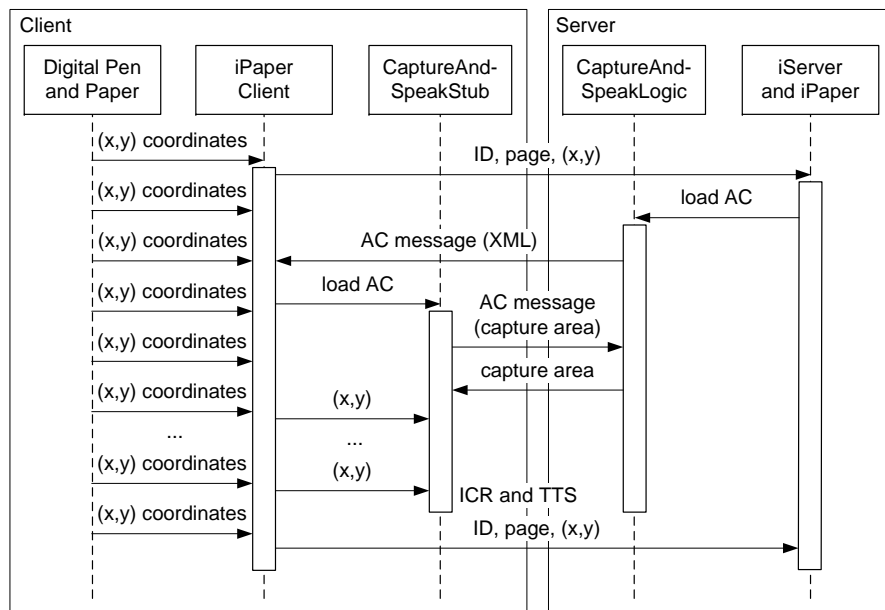 Client
Server
Digital Pen
and Paper
iPaper
Client
CaptureAnd-
SpeakStub
CaptureAnd-
SpeakLogic
iServer
and iPaper
(x,y) coordinates
ID, page, (x,y)
(x,y) coordinates
load AC
(x,y) coordinates
AC message (XML)
(x,y) coordinates
load AC
AC message
(capture area)
(x,y) coordinates
capture area
(x,y) coordinates
(x,y)
...
...
(x,y) coordinates
(x,y)
ICR and TTS
(x,y) coordinates
ID, page, (x,y)